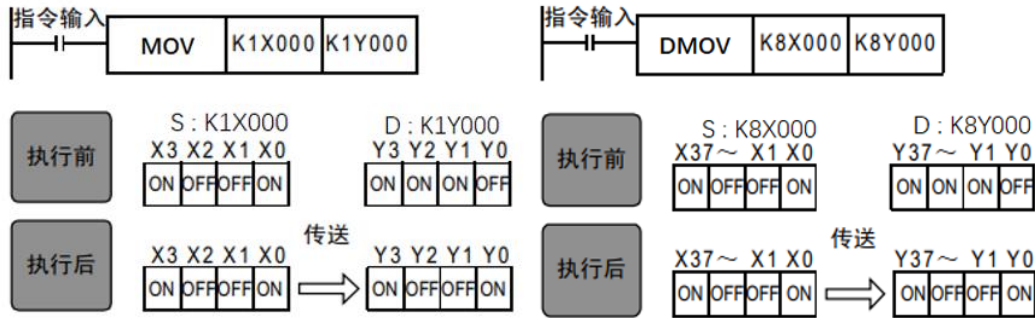 指令输入
MOV K1X000 K1Y000
执行前
S : K1X000
X3 X2 X1 X0
ON OFF OFF ON
D : K1Y000
Y3 Y2 Y1 Y0
ON ON ON OFF
执行后
X3 X2 X1 X0
ON OFF OFF ON
传送
Y3 Y2 Y1 Y0
ON OFF OFF ON
指令输入
DMOV K8X000 K8Y000
执行前
S : K8X000
X37～ X1 X0
ON OFF OFF ON
D : K8Y000
Y37～ Y1 Y0
ON ON ON OFF
执行后
X37～ X1 X0
ON OFF OFF ON
传送
Y37～ Y1 Y0
ON OFF OFF ON